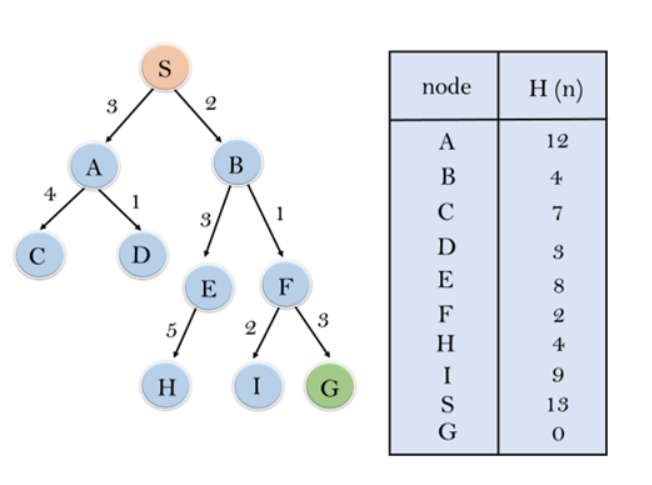 S
3 2
A B
4 1 3 1
C D E F
5 2 3
H I G
node H (n)
A 12
B 4
C 7
D 3
E 8
F 2
H 4
I 9
S 13
G 0